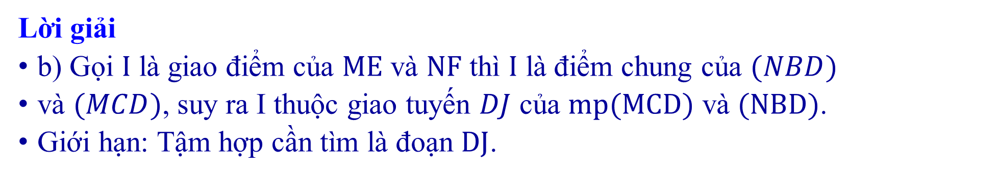 Lời giải
• b) Gọi I là giao điểm của ME và NF thì I là điểm chung của (NBD)
• và (MCD), suy ra I thuộc giao tuyến DJ của mp(MCD) và (NBD).
• Giới hạn: Tậm hợp cần tìm là đoạn DJ.